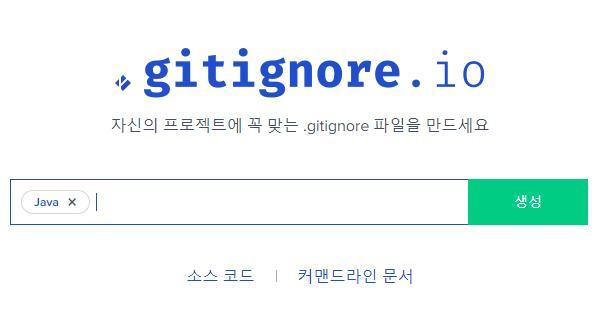 gitignore.io
자신의 프로젝트에 꼭 맞는 .gitignore 파일을 만드세요
Java ×
생성
소스 코드 | 커맨드라인 문서